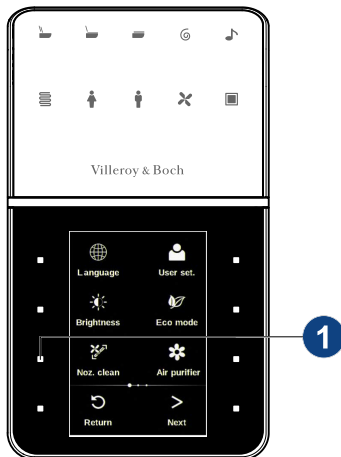 Villeroy & Boch
Language User set.
Brightness Eco mode
Noz. clean Air purifier
Return Next
1